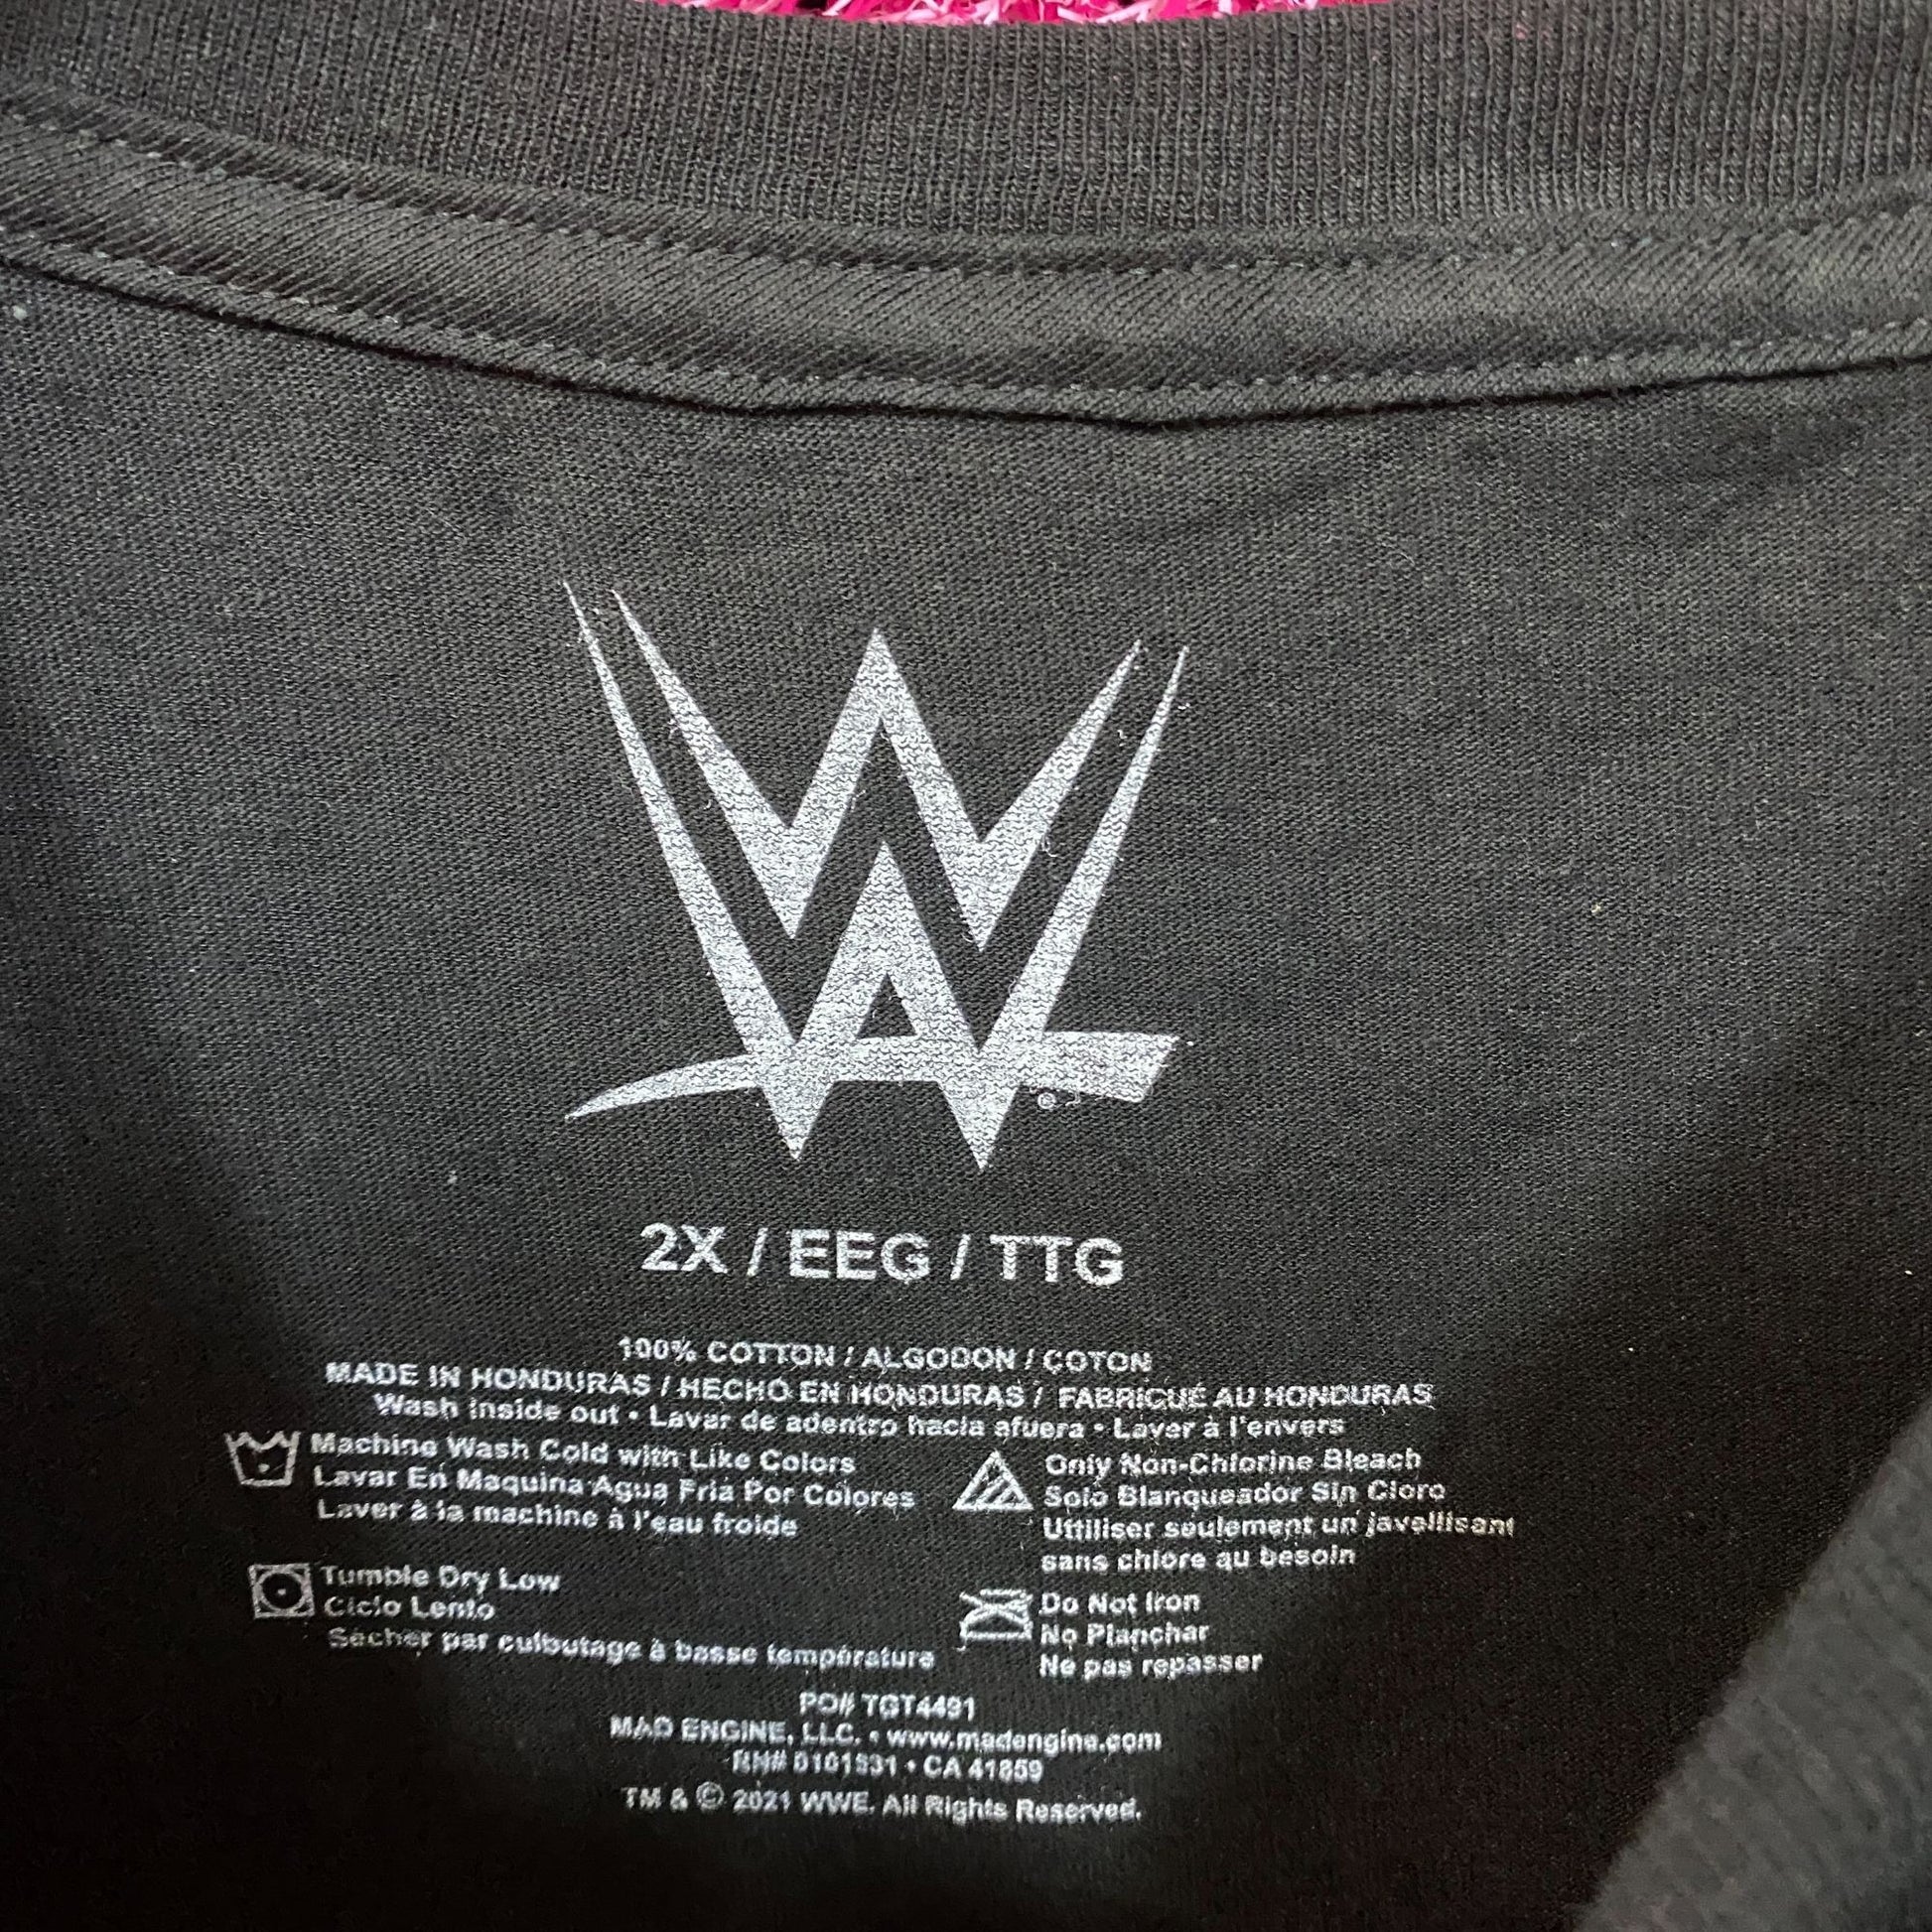 2X / EEG / TTG
100% COTTON / ALGODON / COTON
MADE IN HONDURAS / HECHO EN HONDURAS / FABRIQUÉ AU HONDURAS
Wash inside out • Lavar de adentro hacia afuera • Laver à l'envers
Machine Wash Cold with Like Colors
Lavar En Maquina Agua Fria Por Colores
Laver à la machine à l'eau froide
Only Non-Chlorine Bleach
Solo Blanqueador Sin Cloro
Uttiliser seulement un javellisant
sans chlore au besoin
Tumble Dry Low
Ciclo Lento
Sécher par culbutage à basse température
Do Not Iron
No Planchar
Ne pas repasser
PO# TGT4491
MAD ENGINE, LLC. • www.madengine.com
RN# 0101831 • CA 41859
TM & © 2021 WWE. All Rights Reserved.